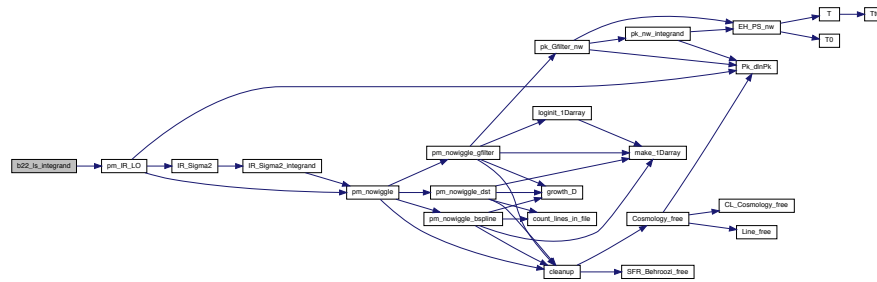 b22_ls_integrand
pm_IR_LO
IR_Sigma2
IR_Sigma2_integrand
pm_nowiggle
pm_nowiggle_gfilter
pm_nowiggle_dst
pm_nowiggle_bspline
pk_Gfilter_nw
loginit_1Darray
growth_D
count_lines_in_file
cleanup
pk_nw_integrand
make_1Darray
Cosmology_free
SFR_Behroozi_free
EH_PS_nw
Pk_dlnPk
CL_Cosmology_free
Line_free
T
T0